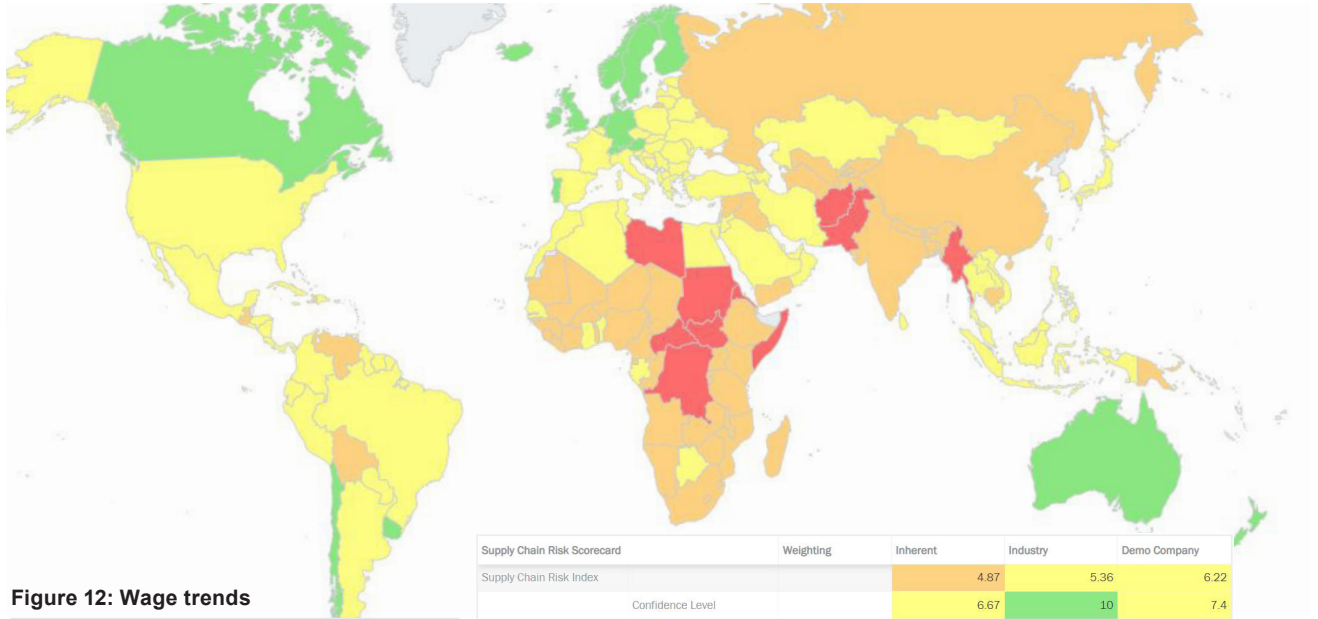 Supply Chain Risk Scorecard Weighting Inherent Industry Demo Company
Supply Chain Risk Index 4.87 5.36 6.22
Confidence Level 6.67 10 7.4
Figure 12: Wage trends